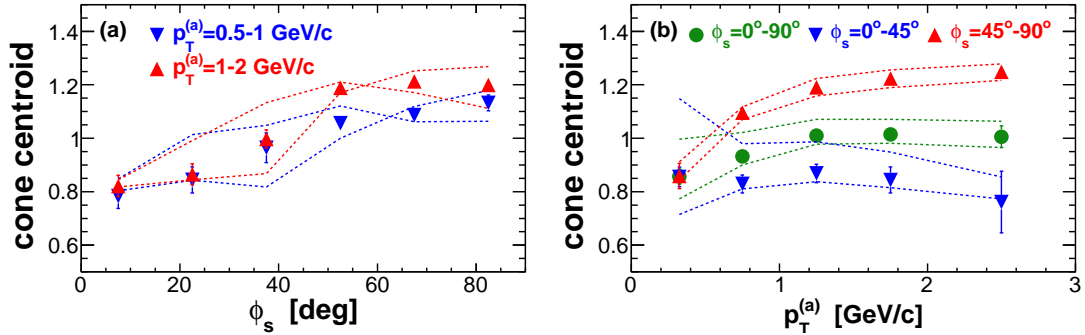 (a)
p_T^(a)=0.5-1 GeV/c
p_T^(a)=1-2 GeV/c
cone centroid
1.4
1.2
1
0.8
0.6
0 20 40 60 80
ϕ_s [deg]
(b)
ϕ_s=0°-90°
ϕ_s=0°-45°
ϕ_s=45°-90°
cone centroid
1.4
1.2
1
0.8
0.6
0 1 2 3
p_T^(a) [GeV/c]